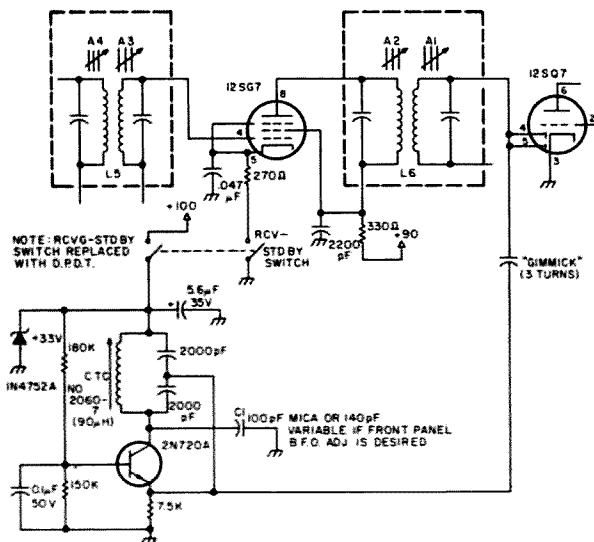 A4 A3
A2 A1
12SG7
12SQ7
8
6
4
2
5
4
5
3
L5
L6
.047
μF
270Ω
+100
330Ω
+90
2200
pF
NOTE: RCVG-STDBY
SWITCH REPLACED
WITH D.P.D.T.
RCV-
STDBY
SWITCH
"GIMMICK"
(3 TURNS)
5.6μF
35V
+
+33V
1N4752A
180K
CTC
NO
2060-
7
(90μH)
2000pF
2000
pF
C1
100pF MICA OR 140pF
VARIABLE IF FRONT PANEL
B.F.O. ADJ IS DESIRED
2N720A
0.1μF
50V
150K
7.5K